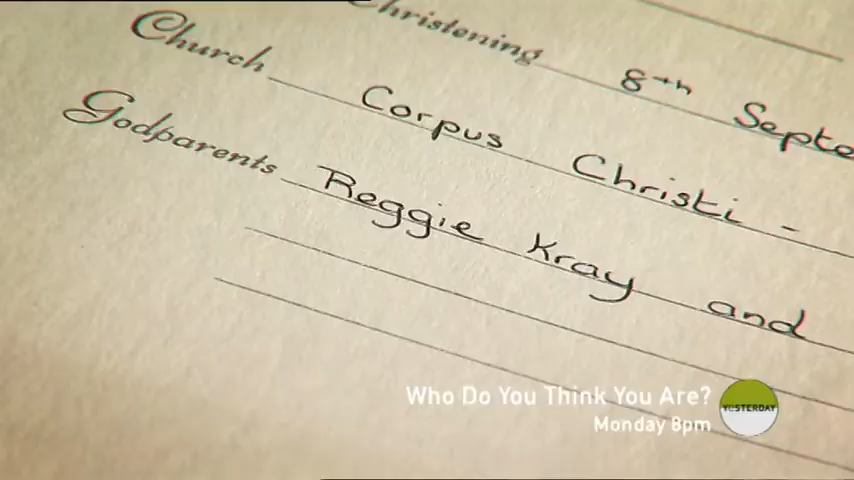 Christening 8th Septe
Church Corpus Christi -
Godparents Reggie Kray and
Who Do You Think You Are?
Monday 8pm
YESTERDAY